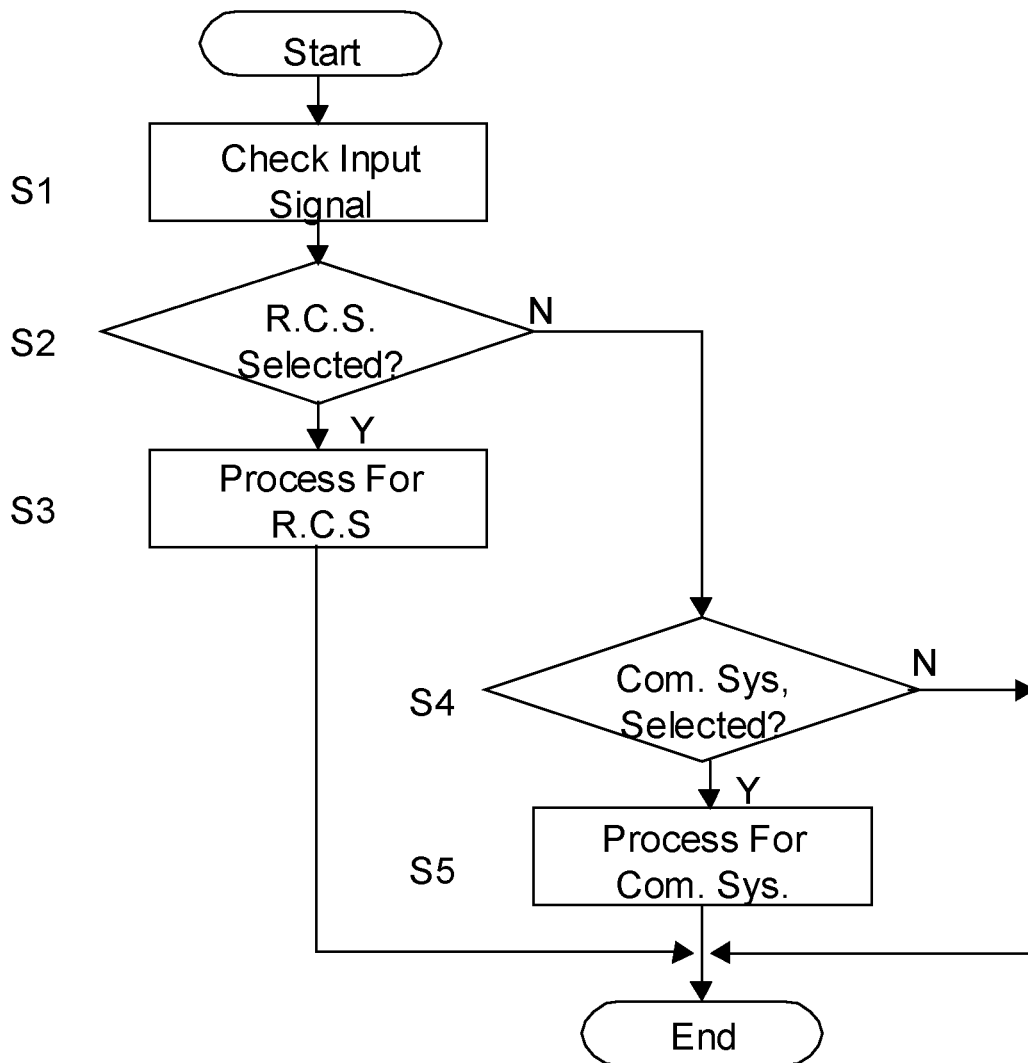 Start
S1
Check Input
Signal
S2
R.C.S.
Selected?
N
Y
S3
Process For
R.C.S
S4
Com. Sys,
Selected?
N
Y
S5
Process For
Com. Sys.
End